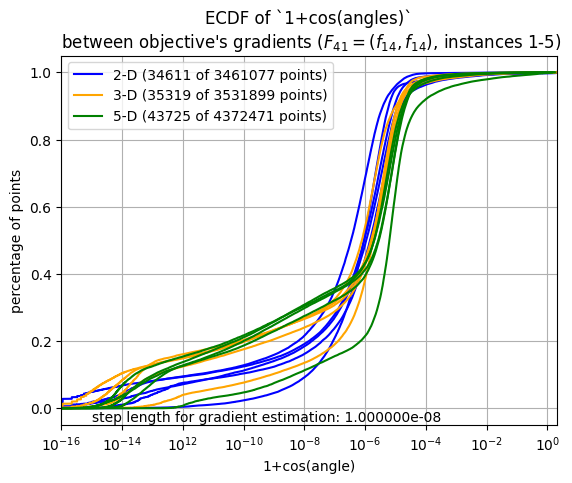 ECDF of `1+cos(angles)`
between objective's gradients (F₄₁ = (f₁₄, f₁₄), instances 1-5)
2-D (34611 of 3461077 points)
3-D (35319 of 3531899 points)
5-D (43725 of 4372471 points)
percentage of points
1.0
0.8
0.6
0.4
0.2
0.0
step length for gradient estimation: 1.000000e-08
10⁻¹⁶ 10⁻¹⁴ 10⁻¹² 10⁻¹⁰ 10⁻⁸ 10⁻⁶ 10⁻⁴ 10⁻² 10⁰
1+cos(angle)